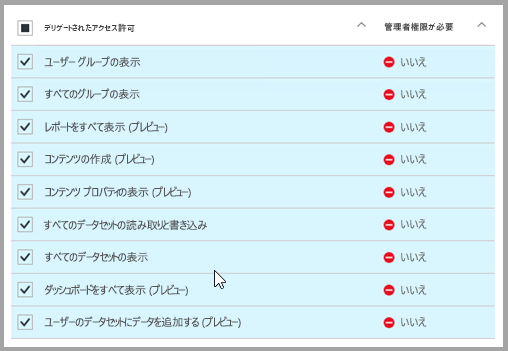 デリゲートされたアクセス許可 管理者権限が必要
ユーザー グループの表示 いいえ
すべてのグループの表示 いいえ
レポートをすべて表示 (プレビュー) いいえ
コンテンツの作成 (プレビュー) いいえ
コンテンツ プロパティの表示 (プレビュー) いいえ
すべてのデータセットの読み取りと書き込み いいえ
すべてのデータセットの表示 いいえ
ダッシュボードをすべて表示 (プレビュー) いいえ
ユーザーのデータセットにデータを追加する (プレビュー) いいえ